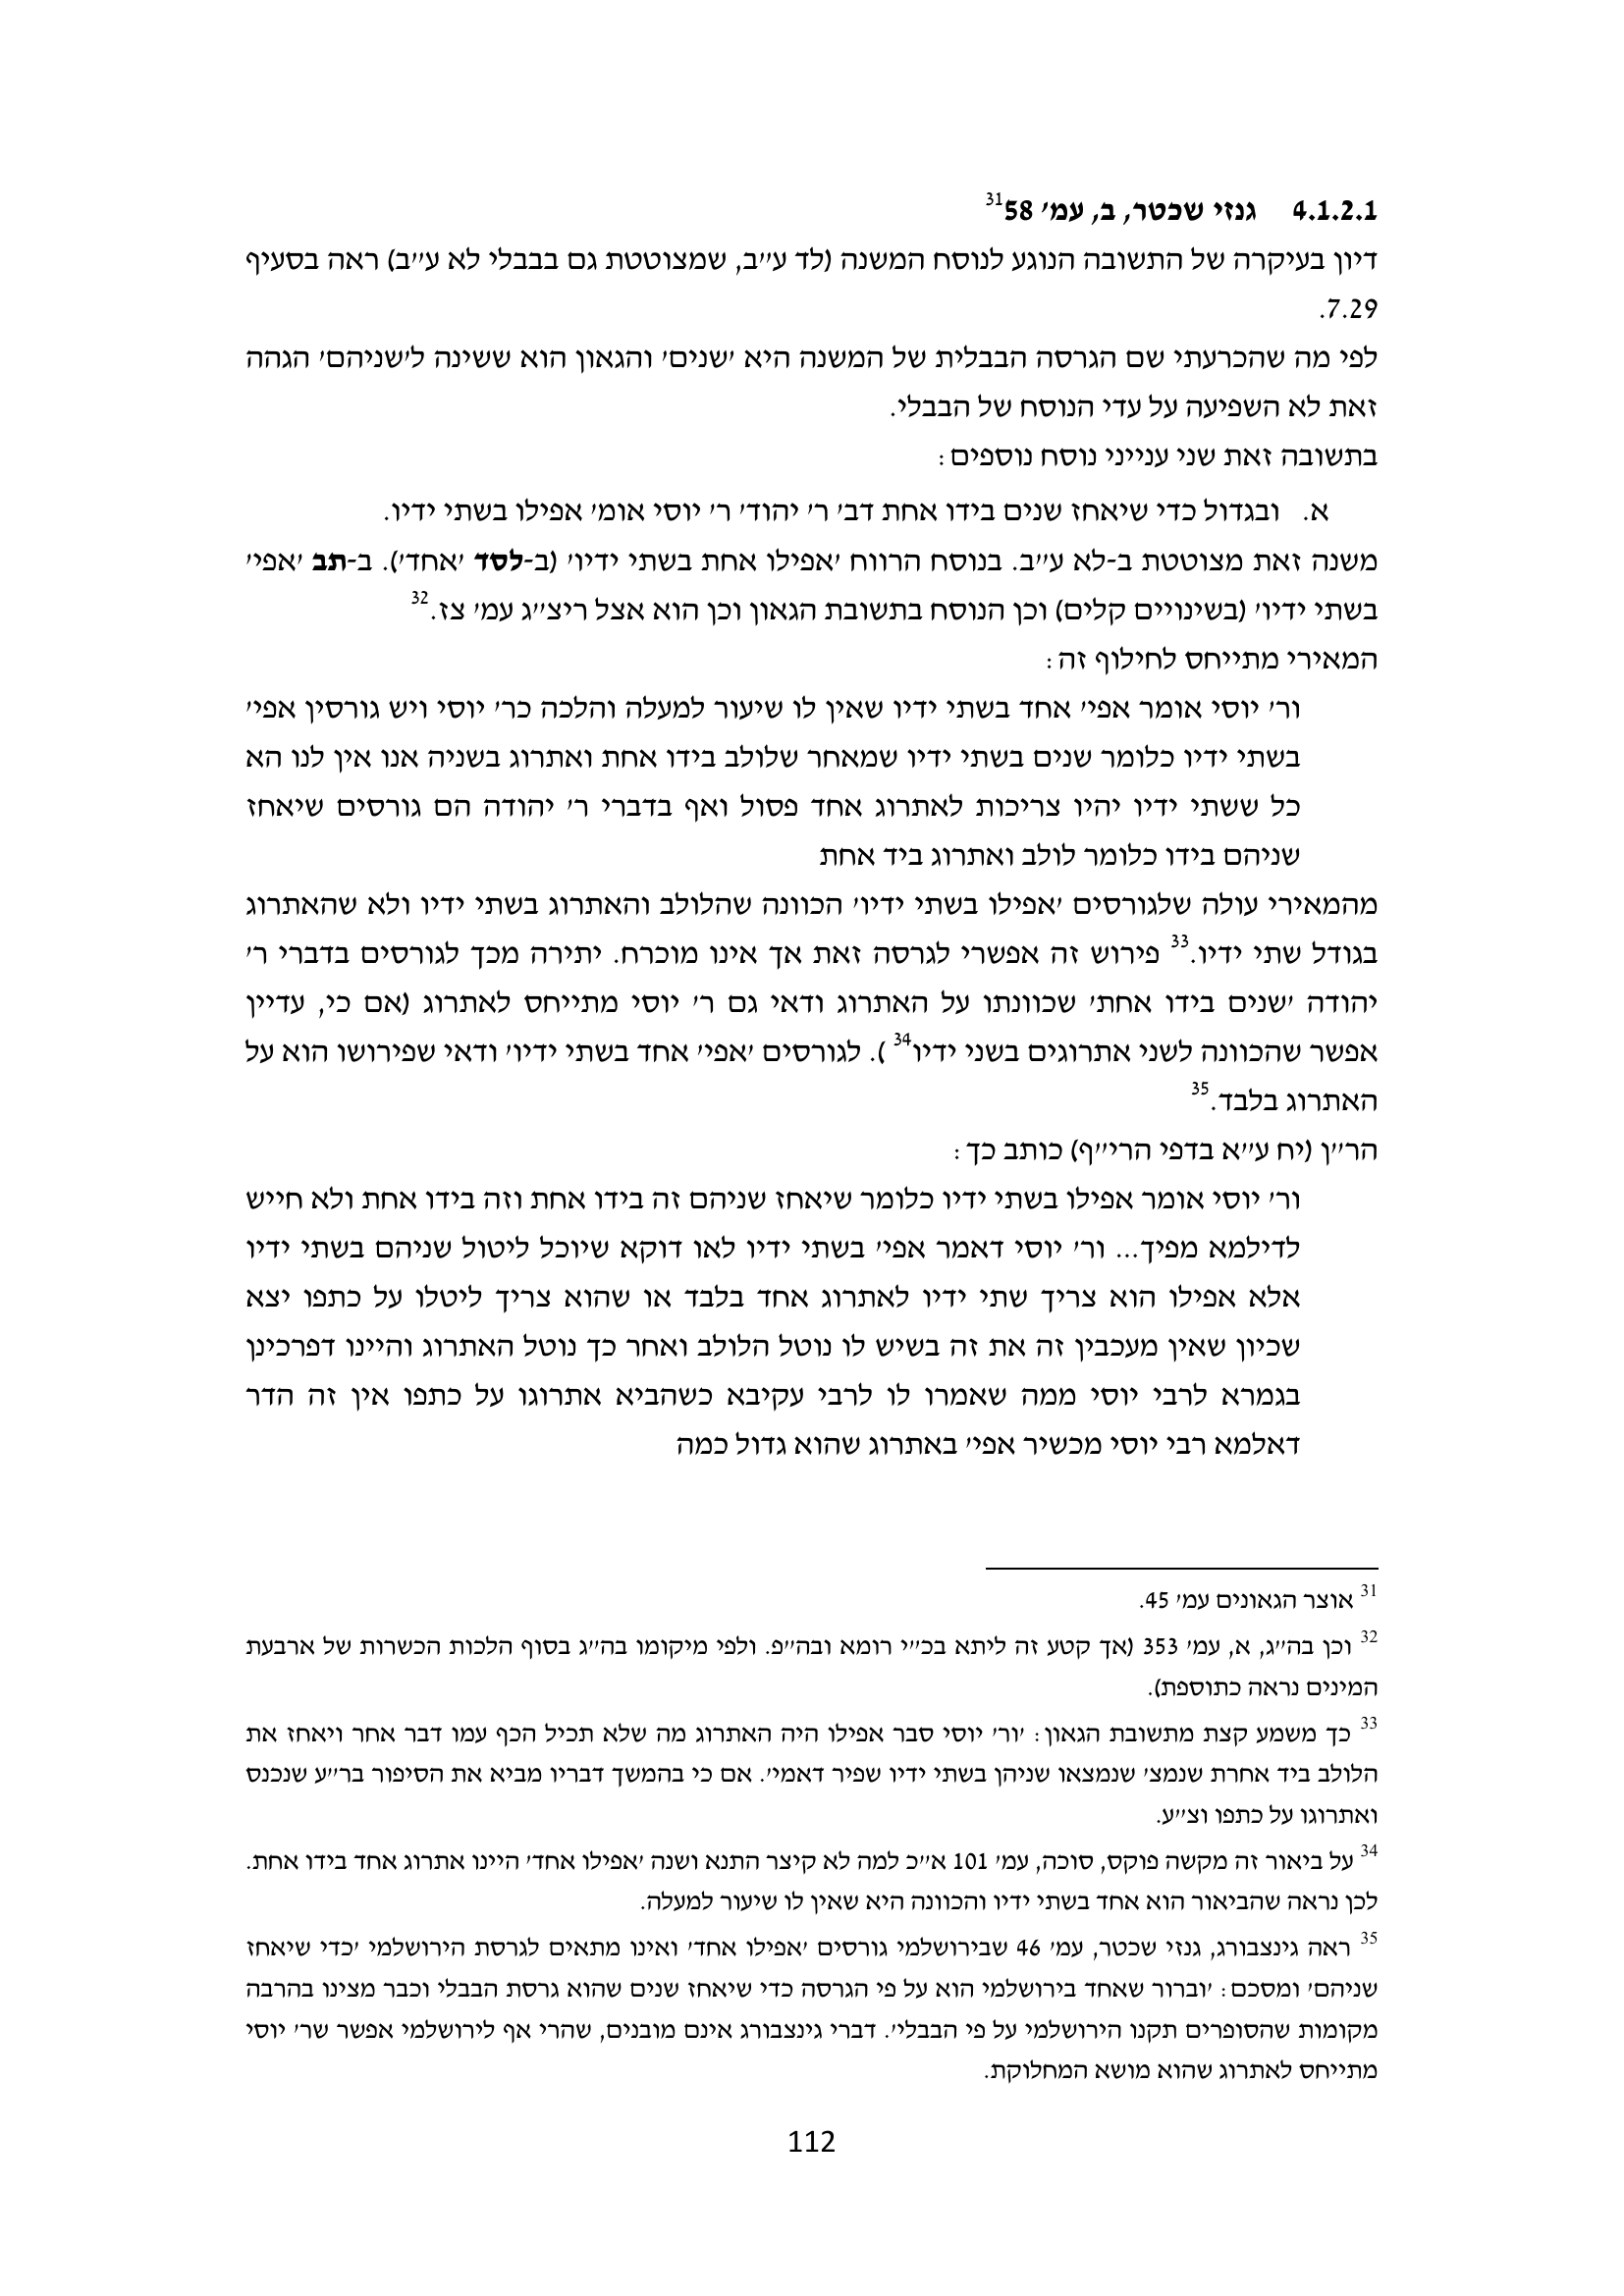 4.1.2.1 גנזי שכטר, ב, עמ' 58³¹
דיון בעיקרה של התשובה הנוגע לנוסח המשנה (לד ע"ב, שמצוטטת גם בבבלי לא ע"ב) ראה בסעיף
7.29.
לפי מה שהכרעתי שם הגרסה הבבלית של המשנה היא 'שנים' והגאון הוא ששינה ל'שניהם' הגהה
זאת לא השפיעה על עדי הנוסח של הבבלי.
בתשובה זאת שני ענייני נוסח נוספים:
א. ובגדול כדי שיאחז שנים בידו אחת דב' ר' יהוד' ר' יוסי אומ' אפילו בשתי ידיו.
משנה זאת מצוטטת ב-לא ע"ב. בנוסח הרווח 'אפילו אחת בשתי ידיו' (ב-לסד 'אחד'). ב-תב 'אפי'
בשתי ידיו' (בשינויים קלים) וכן הנוסח בתשובת הגאון וכן הוא אצל ריצ"ג עמ' צז.³²
המאירי מתייחס לחילוף זה:
ור' יוסי אומר אפי' אחד בשתי ידיו שאין לו שיעור למעלה והלכה כר' יוסי ויש גורסין אפי'
בשתי ידיו כלומר שנים בשתי ידיו שמאחר שלולב בידו אחת ואתרוג בשניה אנו אין לנו הא
כל ששתי ידיו יהיו צריכות לאתרוג אחד פסול ואף בדברי ר' יהודה הם גורסים שיאחז
שניהם בידו כלומר לולב ואתרוג ביד אחת
מהמאירי עולה שלגורסים 'אפילו בשתי ידיו' הכוונה שהלולב והאתרוג בשתי ידיו ולא שהאתרוג
בגודל שתי ידיו.³³ פירוש זה אפשרי לגרסה זאת אך אינו מוכרח. יתירה מכך לגורסים בדברי ר'
יהודה 'שנים בידו אחת' שכוונתו על האתרוג ודאי גם ר' יוסי מתייחס לאתרוג (אם כי, עדיין
אפשר שהכוונה לשני אתרוגים בשני ידיו³⁴ ). לגורסים 'אפי' אחד בשתי ידיו' ודאי שפירושו הוא על
האתרוג בלבד.³⁵
הר"ן (יח ע"א בדפי הרי"ף) כותב כך:
ור' יוסי אומר אפילו בשתי ידיו כלומר שיאחז שניהם זה בידו אחת וזה בידו אחת ולא חייש
לדילמא מפיך... ור' יוסי דאמר אפי' בשתי ידיו לאו דוקא שיוכל ליטול שניהם בשתי ידיו
אלא אפילו הוא צריך שתי ידיו לאתרוג אחד בלבד או שהוא צריך ליטלו על כתפו יצא
שכיון שאין מעכבין זה את זה בשיש לו נוטל הלולב ואחר כך נוטל האתרוג והיינו דפרכינן
בגמרא לרבי יוסי ממה שאמרו לו לרבי עקיבא כשהביא אתרוגו על כתפו אין זה הדר
דאלמא רבי יוסי מכשיר אפי' באתרוג שהוא גדול כמה
³¹ אוצר הגאונים עמ' 45.
³² וכן בה"ג, א, עמ' 353 (אך קטע זה ליתא בכ"י רומא ובה"פ. ולפי מיקומו בה"ג בסוף הלכות הכשרות של ארבעת
המינים נראה כתוספת).
³³ כך משמע קצת מתשובת הגאון: 'ור' יוסי סבר אפילו היה האתרוג מה שלא תכיל הכף עמו דבר אחר ויאחז את
הלולב ביד אחרת שנמצ' שנמצאו שניהן בשתי ידיו שפיר דאמי'. אם כי בהמשך דבריו מביא את הסיפור בר"ע שנכנס
ואתרוגו על כתפו וצ"ע.
³⁴ על ביאור זה מקשה פוקס, סוכה, עמ' 101 א"כ למה לא קיצר התנא ושנה 'אפילו אחד' היינו אתרוג אחד בידו אחת.
לכן נראה שהביאור הוא אחד בשתי ידיו והכוונה היא שאין לו שיעור למעלה.
³⁵ ראה גינצבורג, גנזי שכטר, עמ' 46 שבירושלמי גורסים 'אפילו אחד' ואינו מתאים לגרסת הירושלמי 'כדי שיאחז
שניהם' ומסכם: 'וברור שאחד בירושלמי הוא על פי הגרסה כדי שיאחז שנים שהוא גרסת הבבלי וכבר מצינו בהרבה
מקומות שהסופרים תקנו הירושלמי על פי הבבלי'. דברי גינצבורג אינם מובנים, שהרי אף לירושלמי אפשר שר' יוסי
מתייחס לאתרוג שהוא מושא המחלוקת.
112